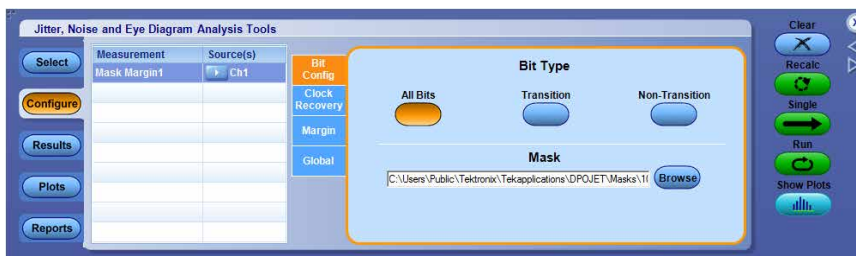 Jitter, Noise and Eye Diagram Analysis Tools
Clear
Select
Measurement Source(s)
Mask Margin1 Ch1
Configure
Results
Plots
Reports
Bit Config
Clock Recovery
Margin
Global
Bit Type
All Bits Transition Non-Transition
Mask
C:\Users\Public\Tektronix\Tekapplications\DPOJET\Masks\10 Browse
Recalc
Single
Run
Show Plots